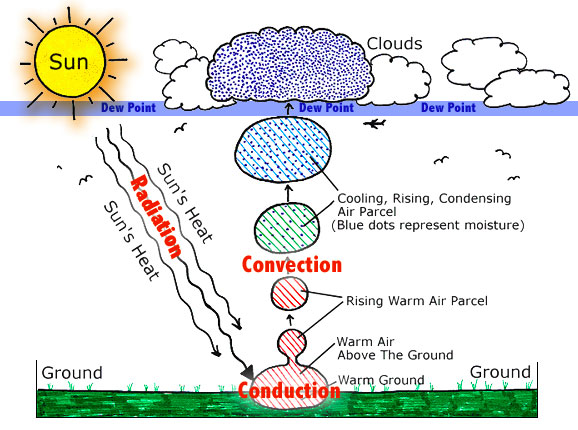 Sun
Clouds
Dew Point
Dew Point
Dew Point
Sun's Heat
Radiation
Sun's Heat
Cooling, Rising, Condensing
Air Parcel
(Blue dots represent moisture)
Convection
Rising Warm Air Parcel
Warm Air
Above The Ground
Ground
Ground
Warm Ground
Conduction